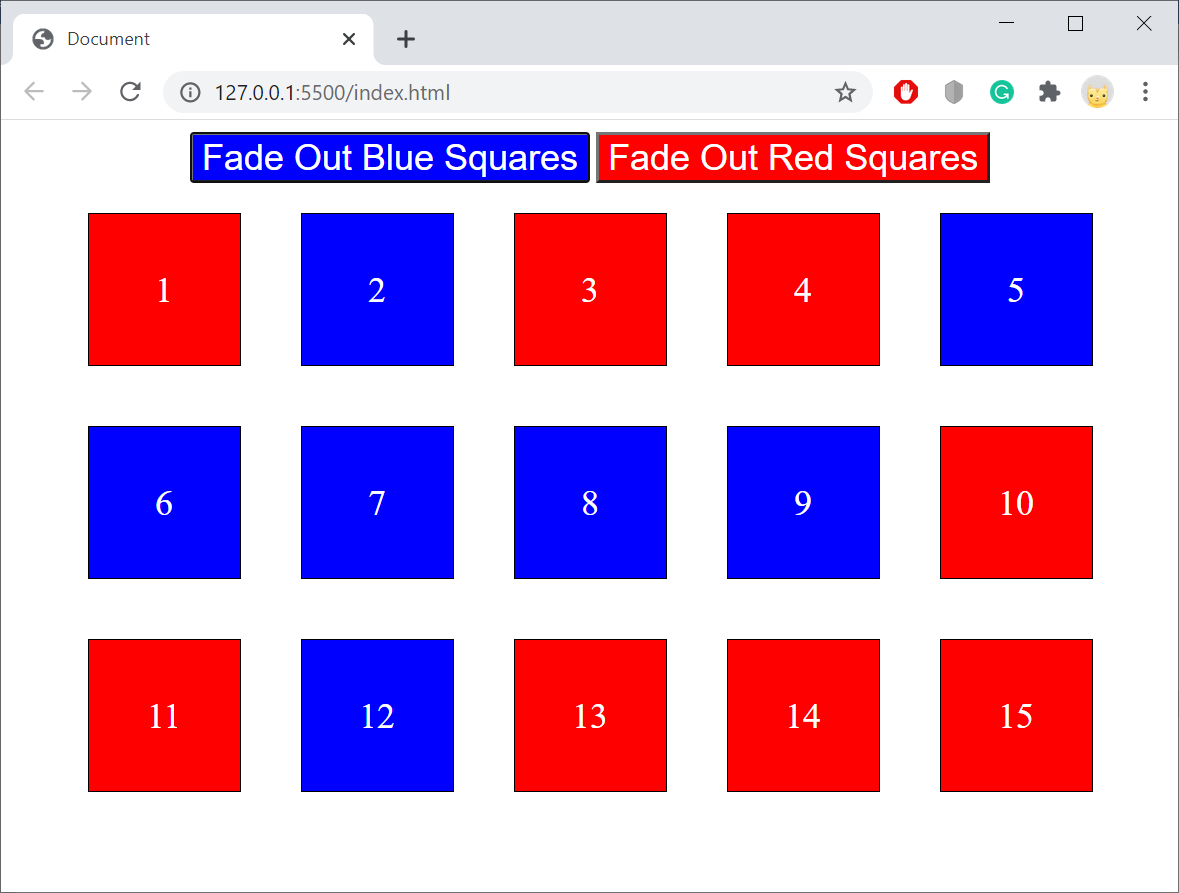 Document
127.0.0.1:5500/index.html
Fade Out Blue Squares Fade Out Red Squares
1 2 3 4 5
6 7 8 9 10
11 12 13 14 15